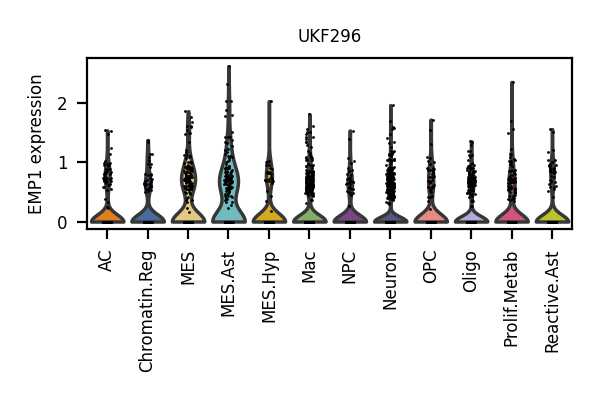 UKF296
EMP1 expression
2
1
0
AC
Chromatin.Reg
MES
MES.Ast
MES.Hyp
Mac
NPC
Neuron
OPC
Oligo
Prolif.Metab
Reactive.Ast